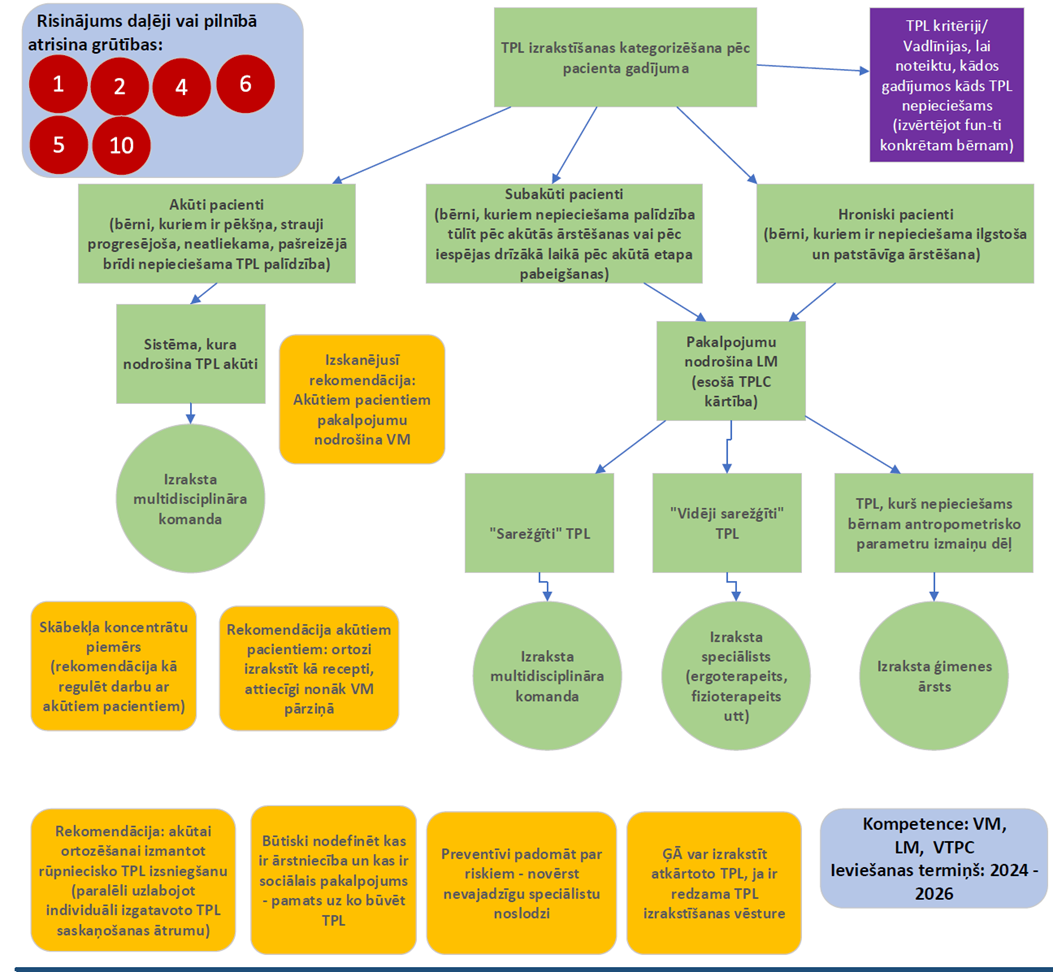 Risinājums daļēji vai pilnībā
atrisina grūtības:
1
2
4
6
5
10
TPL izrakstīšanas kategorizēšana pēc
pacienta gadījuma
TPL kritēriji/
Vadlīnijas, lai
noteiktu, kādos
gadījumos kāds TPL
nepieciešams
(izvērtējot fun-ti
konkrētam bērnam)
Akūti pacienti
(bērni, kuriem ir pēkšņa, strauji
progresējoša, neatliekama, pašreizējā
brīdi nepieciešama TPL palīdzība)
Subakūti pacienti
(bērni, kuriem nepieciešama palīdzība
tūlīt pēc akūtās ārstēšanas vai pēc
iespējas drīzākā laikā pēc akūtā etapa
pabeigšanas)
Hroniski pacienti
(bērni, kuriem ir nepieciešama ilgstoša
un patstāvīga ārstēšana)
Sistēma, kura
nodrošina TPL akūti
Izskanējusī
rekomendācija:
Akūtiem pacientiem
pakalpojumu
nodrošina VM
Pakalpojumu
nodrošina LM
(esošā TPLC
kārtība)
Izraksta
multidisciplināra
komanda
"Sarežģīti" TPL
"Vidēji sarežģīti"
TPL
TPL, kurš nepieciešams
bērnam antropometrisko
parametru izmaiņu dēļ
Skābekļa koncentrātu
piemērs
(rekomendācija kā
regulēt darbu ar
akūtiem pacientiem)
Rekomendācija akūtiem
pacientiem: ortozi
izrakstīt kā recepti,
attiecīgi nonāk VM
pārziņā
Izraksta
multidisciplināra
komanda
Izraksta
speciālists
(ergoterapeits,
fizioterapeits
utt)
Izraksta ģimenes
ārsts
Rekomendācija: akūtai
ortozēšanai izmantot
rūpniecisko TPL izsniegšanu
(paralēli uzlabojot
individuāli izgatavoto TPL
saskaņošanas ātrumu)
Būtiski nodefinēt kas
ir ārstniecība un kas ir
sociālais pakalpojums
- pamats uz ko būvēt
TPL
Preventīvi padomāt par
riskiem - novērst
nevajadzīgu speciālistu
noslodzi
ĢĀ var izrakstīt
atkārtoto TPL, ja ir
redzama TPL
izrakstīšanas vēsture
Kompetence: VM,
LM, VTPC
Ieviešanas termiņš: 2024 -
2026